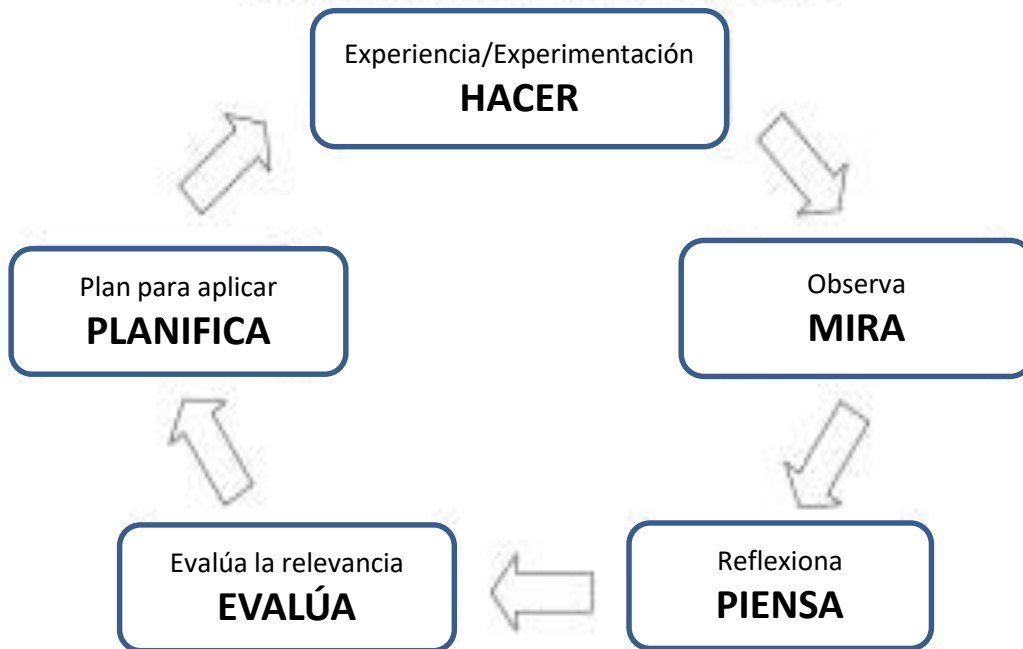 Experiencia/Experimentación
HACER
Observa
MIRA
Reflexiona
PIENSA
Evalúa la relevancia
EVALÚA
Plan para aplicar
PLANIFICA